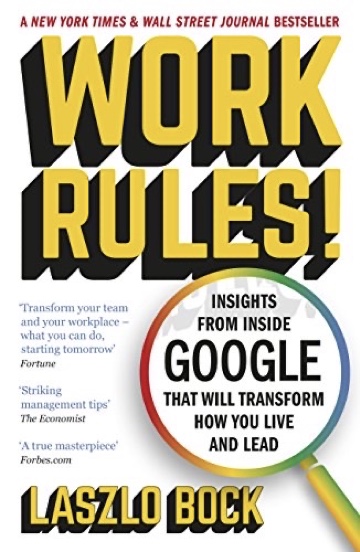 A NEW YORK TIMES & WALL STREET JOURNAL BESTSELLER
WORK
RULES!
INSIGHTS
FROM INSIDE
GOOGLE
THAT WILL TRANSFORM
HOW YOU LIVE
AND LEAD
‘Transform your team
and your workplace –
what you can do,
starting tomorrow’
Fortune
‘Striking
management tips’
The Economist
‘A true masterpiece’
Forbes.com
LASZLO BOCK